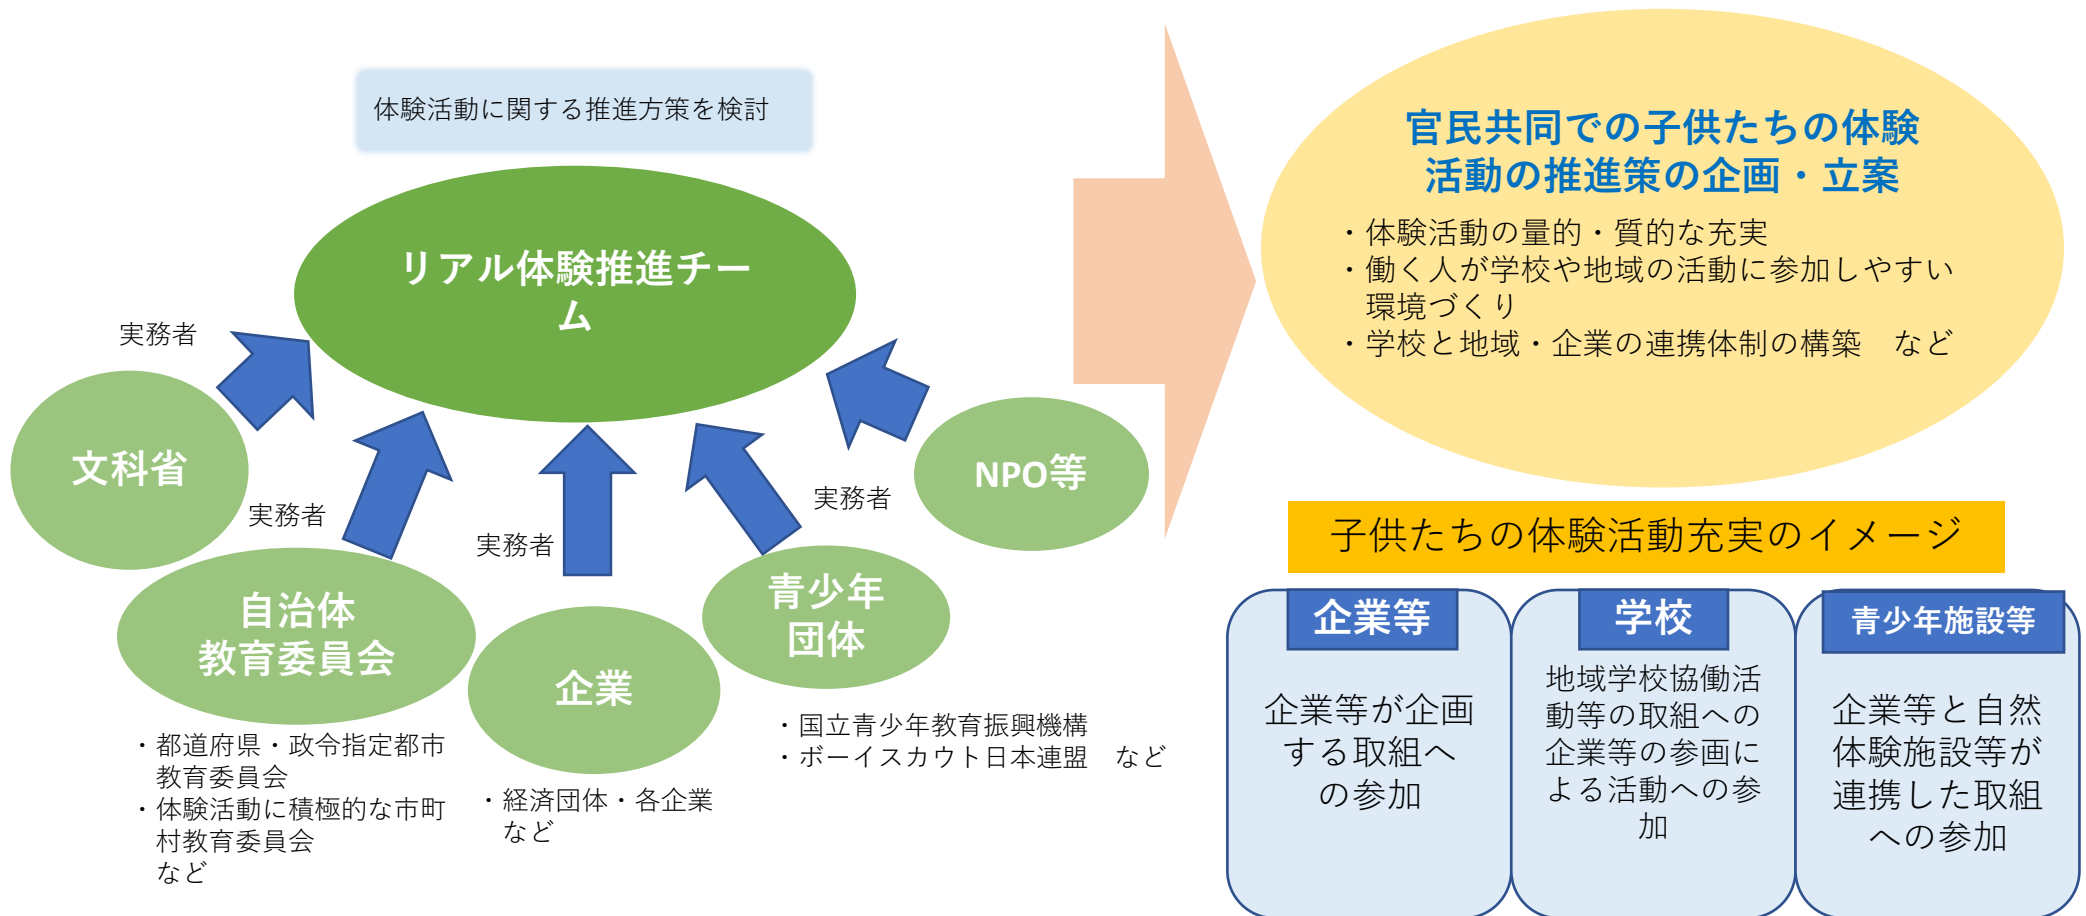 体験活動に関する推進方策を検討
リアル体験推進チー
ム
実務者
文科省
実務者
自治体
教育委員会
・都道府県・政令指定都市
教育委員会
・体験活動に積極的な市町
村教育委員会
など
実務者
企業
・経済団体・各企業
など
実務者
青少年
団体
・国立青少年教育振興機構
・ボーイスカウト日本連盟　など
NPO等
官民共同での子供たちの体験
活動の推進策の企画・立案
・体験活動の量的・質的な充実
・働く人が学校や地域の活動に参加しやすい
環境づくり
・学校と地域・企業の連携体制の構築　など
子供たちの体験活動充実のイメージ
企業等
企業等が企画
する取組へ
の参加
学校
地域学校協働活
動等の取組への
企業等の参画に
よる活動への参
加
青少年施設等
企業等と自然
体験施設等が
連携した取組
への参加